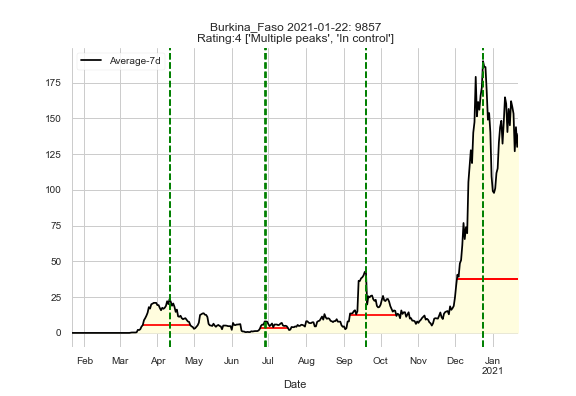 Burkina_Faso 2021-01-22: 9857
Rating:4 ['Multiple peaks', 'In control']
Average-7d
175
150
125
100
75
50
25
0
Feb Mar Apr May Jun Jul Aug Sep Oct Nov Dec Jan
2021
Date